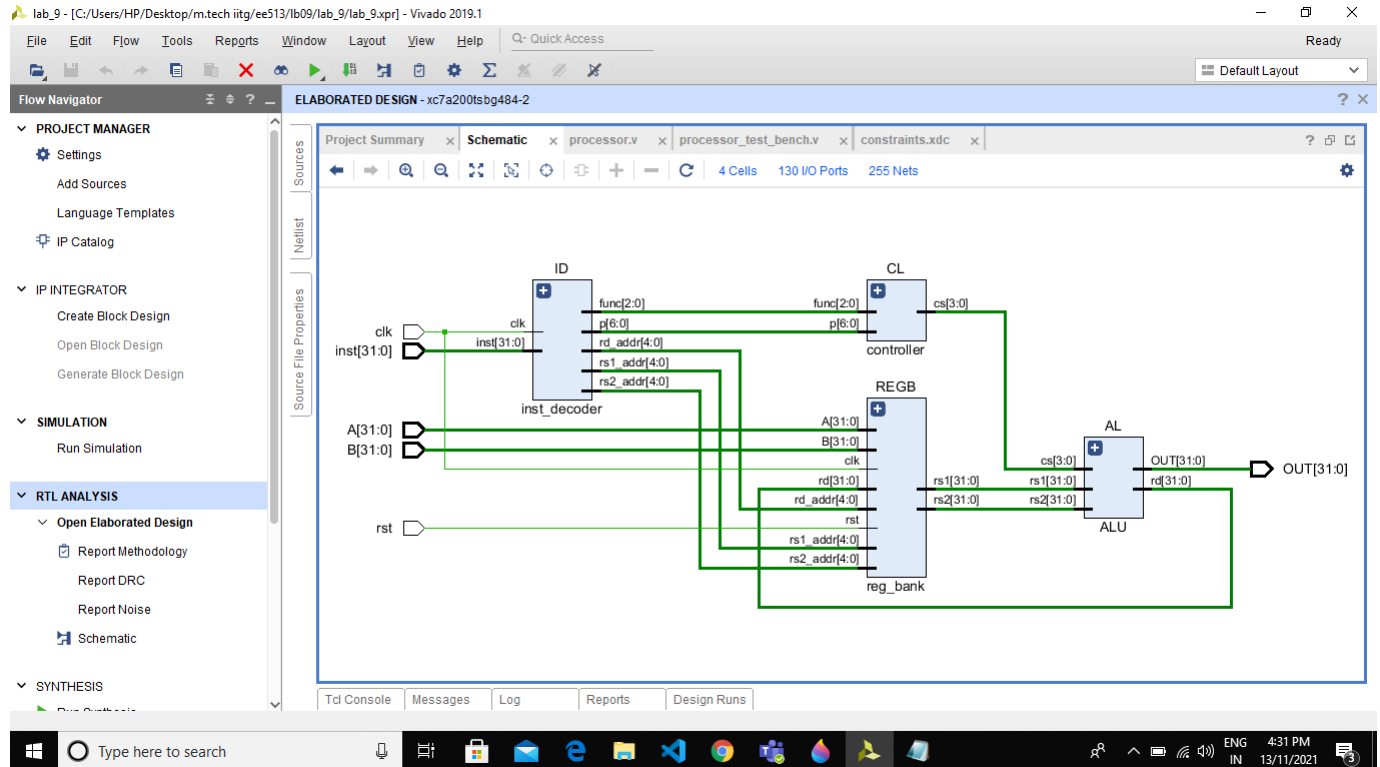 lab_9 - [C:/Users/HP/Desktop/m.tech iitg/ee513/lb09/lab_9/lab_9.xpr] - Vivado 2019.1
File Edit Flow Tools Reports Window Layout View Help Q- Quick Access Ready
Default Layout
Flow Navigator
PROJECT MANAGER
Settings
Add Sources
Language Templates
IP Catalog
IP INTEGRATOR
Create Block Design
Open Block Design
Generate Block Design
SIMULATION
Run Simulation
RTL ANALYSIS
Open Elaborated Design
Report Methodology
Report DRC
Report Noise
Schematic
SYNTHESIS
Run Synthesis
ELABORATED DESIGN - xc7a200tsbg484-2
Sources
Netlist
Source File Properties
Project Summary Schematic processor.v processor_test_bench.v constraints.xdc
4 Cells 130 I/O Ports 255 Nets
clk
inst[31:0]
A[31:0]
B[31:0]
rst
ID
clk
inst[31:0]
func[2:0]
p[6:0]
rd_addr[4:0]
rs1_addr[4:0]
rs2_addr[4:0]
inst_decoder
CL
func[2:0]
p[6:0]
cs[3:0]
controller
REGB
A[31:0]
B[31:0]
clk
rd[31:0]
rd_addr[4:0]
rst
rs1_addr[4:0]
rs2_addr[4:0]
rs1[31:0]
rs2[31:0]
reg_bank
AL
cs[3:0]
rs1[31:0]
rs2[31:0]
OUT[31:0]
rd[31:0]
ALU
OUT[31:0]
Tcl Console Messages Log Reports Design Runs
Type here to search
ENG
IN
4:31 PM
13/11/2021
3